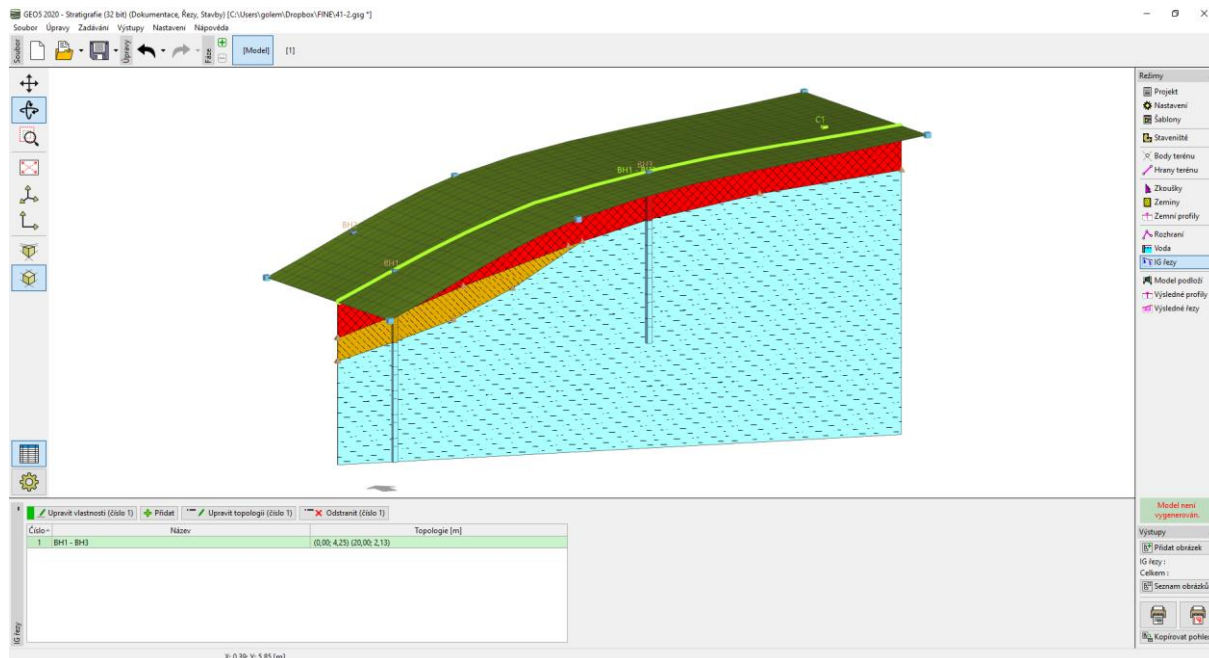 GEO5 2020 - Stratigrafie (32 bit) (Dokumentace, Řezy, Stavby) [C:\Users\golem\Dropbox\FINE\41-2.gsg *]
Soubor Úpravy Zadávání Výstupy Nastavení Nápověda
Soubor
Úpravy
Fáze
[Model] [1]
C1
BH1 - BH3
BH2
BH1
Režimy
Projekt
Nastavení
Šablony
Staveniště
Body terénu
Hrany terénu
Zkoušky
Zeminy
Zemní profily
Rozhraní
Voda
IG řezy
Model podloží
Výsledné profily
Výsledné řezy
Model není
vygenerován.
Výstupy
Přidat obrázek
IG řezy :
Celkem :
Seznam obrázků
Kopírovat pohled
Upravit vlastnosti (číslo 1) Přidat Upravit topologii (číslo 1) Odstranit (číslo 1)
Číslo Název Topologie [m]
1 BH1 - BH3 (0,00; 4,25) (20,00; 2,13)
IG řezy
X: 0,39; Y: 5,85 [m]